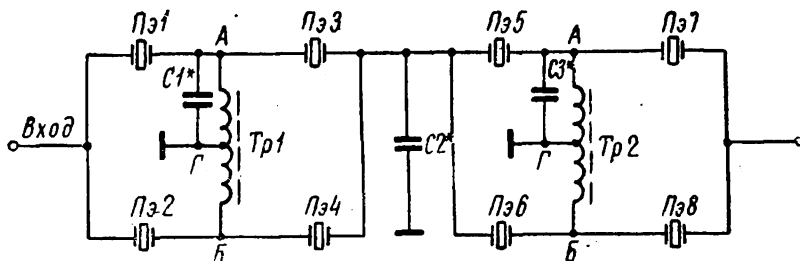 Пэ1 А Пэ3 Пэ5 А Пэ7
С1* С3*
Вход Г Тр1 С2* Г Тр2
Пэ2 Пэ4 Пэ6 Пэ8
Б Б